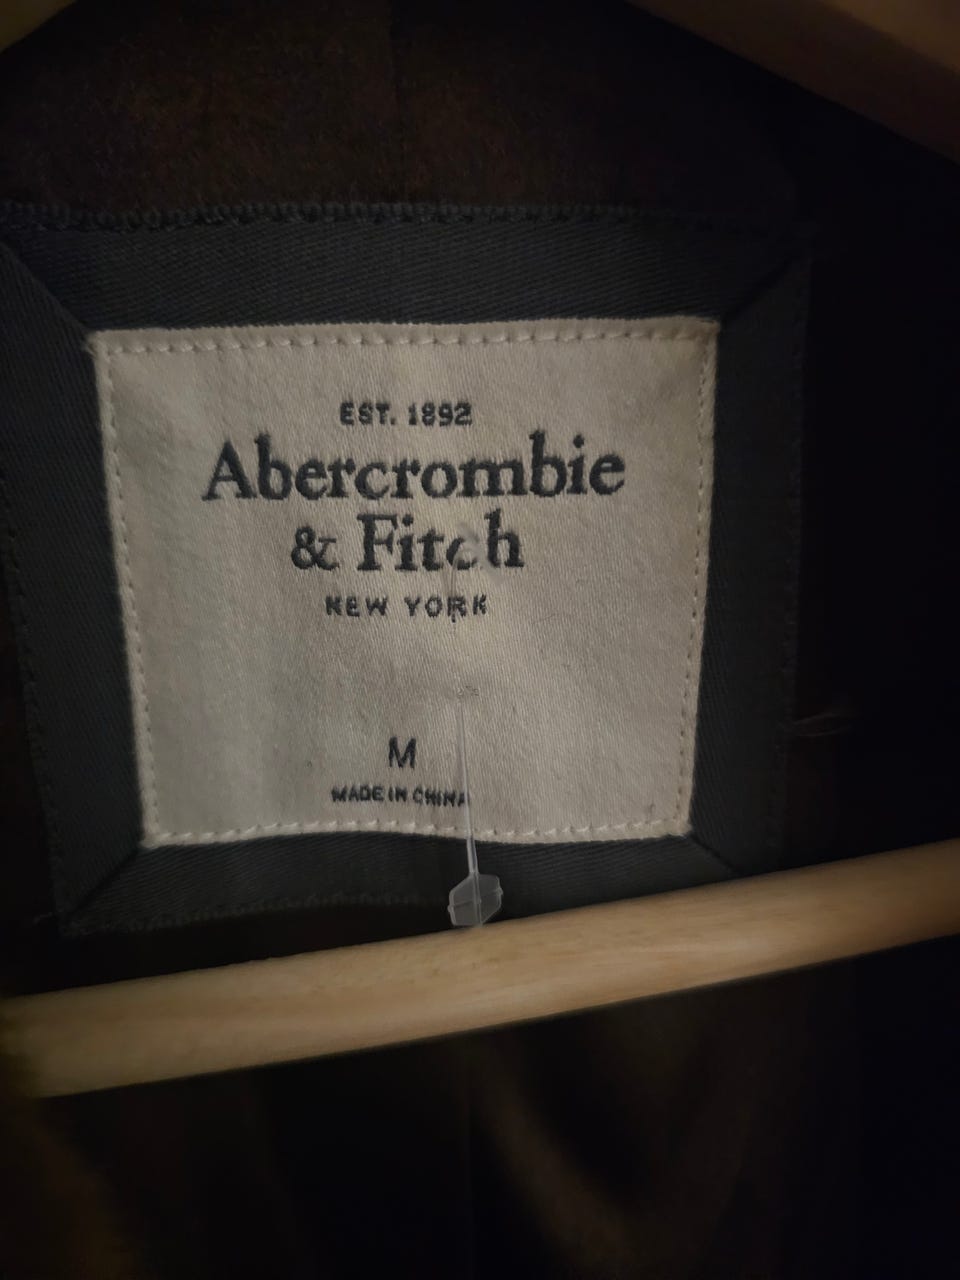 EST. 1892
Abercrombie
& Fitch
NEW YORK
M
MADE IN CHINA